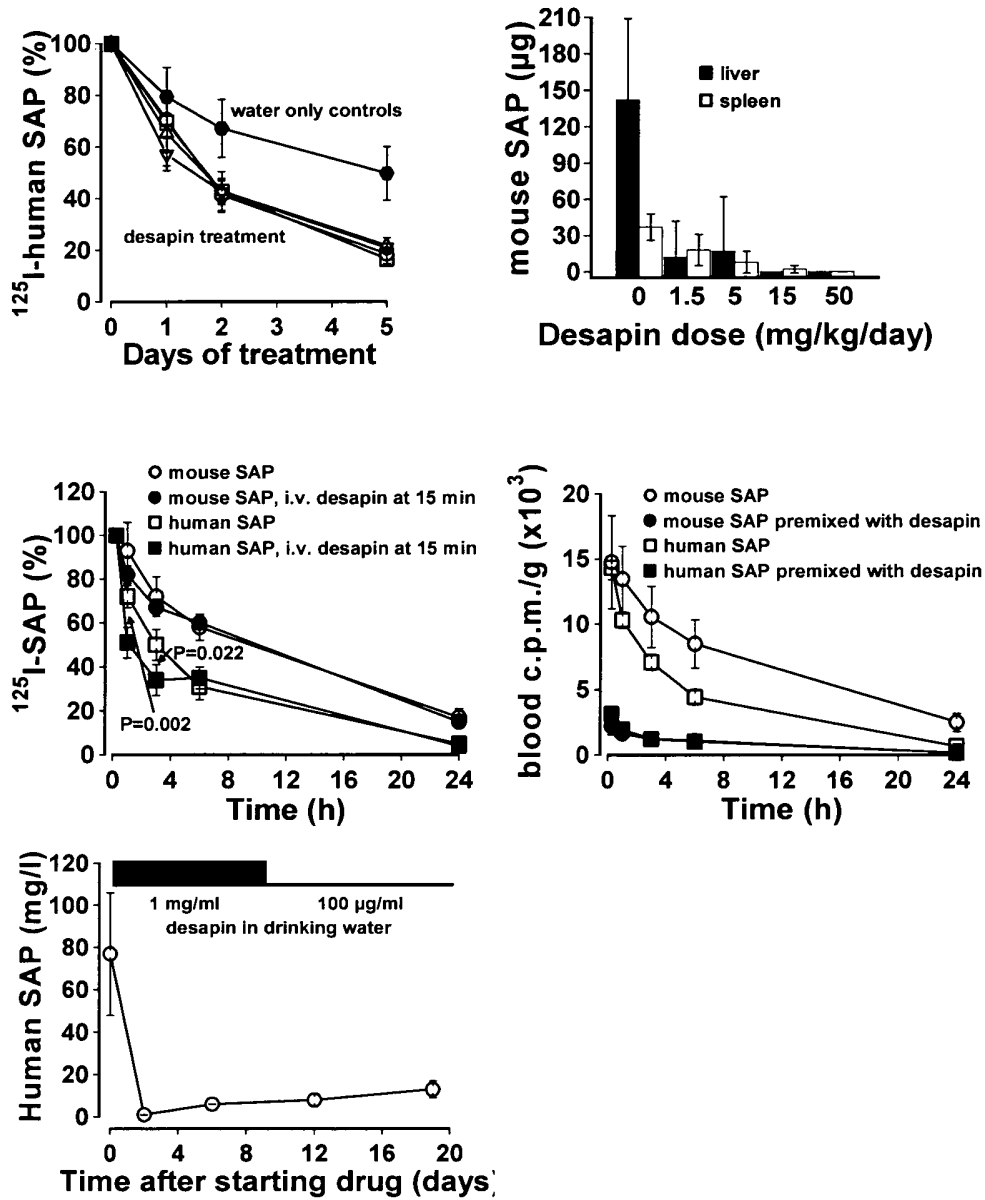 ¹²⁵I-human SAP (%)
100
80
60
40
20
0
water only controls
desapin treatment
0 1 2 3 4 5
Days of treatment
mouse SAP (µg)
210
180
150
120
90
60
30
0
liver
spleen
0 1.5 5 15 50
Desapin dose (mg/kg/day)
¹²⁵I-SAP (%)
mouse SAP
mouse SAP, i.v. desapin at 15 min
human SAP
human SAP, i.v. desapin at 15 min
120
100
80
60
40
20
0
P=0.022
P=0.002
0 4 8 12 16 20 24
Time (h)
blood c.p.m./g (x10³)
20
15
10
5
0
mouse SAP
mouse SAP premixed with desapin
human SAP
human SAP premixed with desapin
0 4 8 12 16 20 24
Time (h)
Human SAP (mg/l)
120
100
80
60
40
20
0
1 mg/ml 100 µg/ml
desapin in drinking water
0 4 8 12 16 20
Time after starting drug (days)